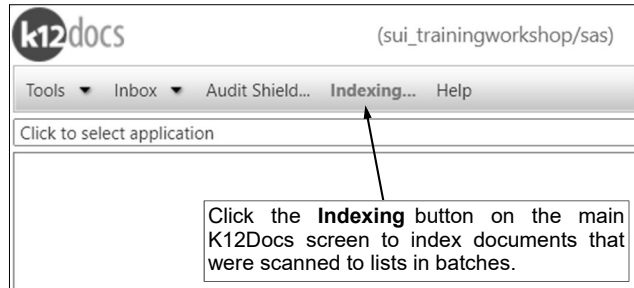 k12docs (sui_trainingworkshop/sas)
Tools Inbox Audit Shield... Indexing... Help
Click to select application
Click the Indexing button on the main
K12Docs screen to index documents that
were scanned to lists in batches.